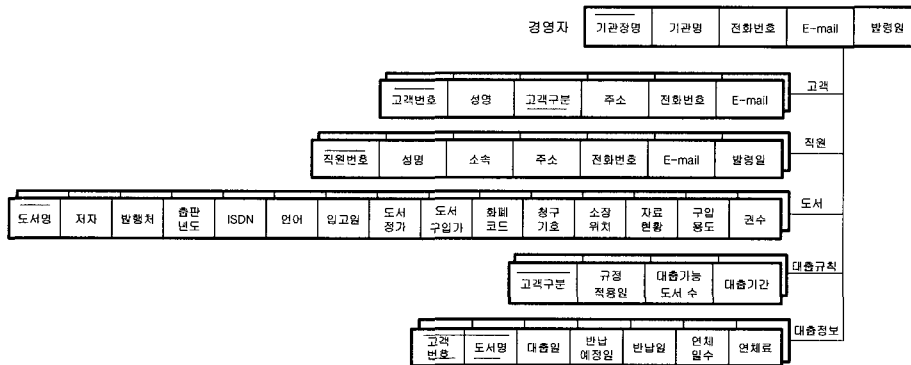 경영자 기관장명 기관명 전화번호 E-mail 발령원
고객
고객번호 성명 고객구분 주소 전화번호 E-mail
직원
직원번호 성명 소속 주소 전화번호 E-mail 발령일
도서
도서명 저자 발행처 출판년도 ISDN 언어 입고일 도서정가 도서구입가 화폐코드 청구기호 소장위치 자료현황 구입용도 권수
대출규칙
고객구분 규정적용일 대출가능도서 수 대출기간
대출정보
고객번호 도서명 대출일 반납예정일 반납일 연체일수 연체료